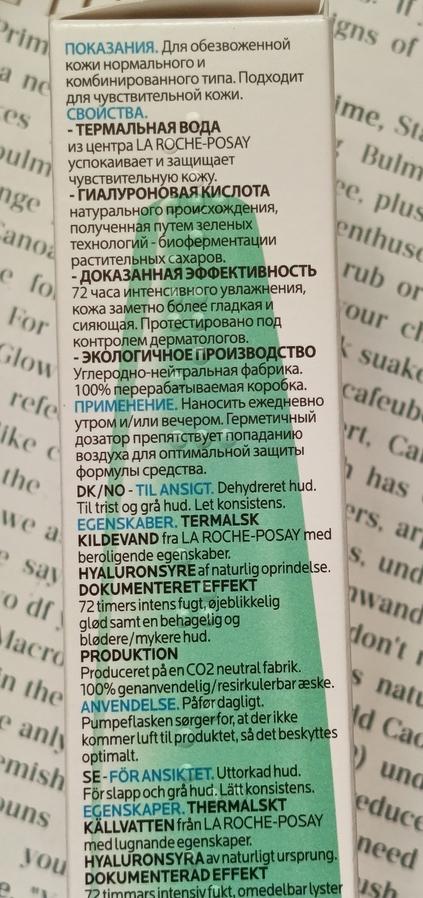 ПОКАЗАНИЯ. Для обезвоженной
кожи нормального и
комбинированного типа. Подходит
для чувствительной кожи.
СВОЙСТВА.
- ТЕРМАЛЬНАЯ ВОДА
из центра LA ROCHE-POSAY
успокаивает и защищает
чувствительную кожу.
- ГИАЛУРОНОВАЯ КИСЛОТА
натурального происхождения,
полученная путем зеленых
технологий - биоферментации
растительных сахаров.
- ДОКАЗАННАЯ ЭФФЕКТИВНОСТЬ
72 часа интенсивного увлажнения,
кожа заметно более гладкая и
сияющая. Протестировано под
контролем дерматологов.
- ЭКОЛОГИЧНОЕ ПРОИЗВОДСТВО
Углеродно-нейтральная фабрика.
100% перерабатываемая коробка.
ПРИМЕНЕНИЕ. Наносить ежедневно
утром и/или вечером. Герметичный
дозатор препятствует попаданию
воздуха для оптимальной защиты
формулы средства.
DK/NO - TIL ANSIGT. Dehydreret hud.
Til trist og grå hud. Let konsistens.
EGENSKABER. TERMALSK
KILDEVAND fra LA ROCHE-POSAY med
beroligende egenskaber.
HYALURONSYRE af naturlig oprindelse.
DOKUMENTERET EFFEKT
72 timers intens fugt, øjeblikkelig
glød samt en behagelig og
blødere/mykere hud.
PRODUKTION
Produceret på en CO2 neutral fabrik.
100% genanvendelig/resirkulerbar æske.
ANVENDELSE. Påfør dagligt.
Pumpeflasken sørger for, at der ikke
kommer luft til produktet, så det beskyttes
optimalt.
SE - FÖR ANSIKTET. Uttorkad hud.
För slapp och grå hud. Lätt konsistens.
EGENSKAPER. THERMALSKT
KÄLLVATTEN från LA ROCHE-POSAY
med lugnande egenskaper.
HYALURONSYRA av naturligt ursprung.
DOKUMENTERAD EFFEKT
72 timmars intensiv fukt, omedelbar lyster